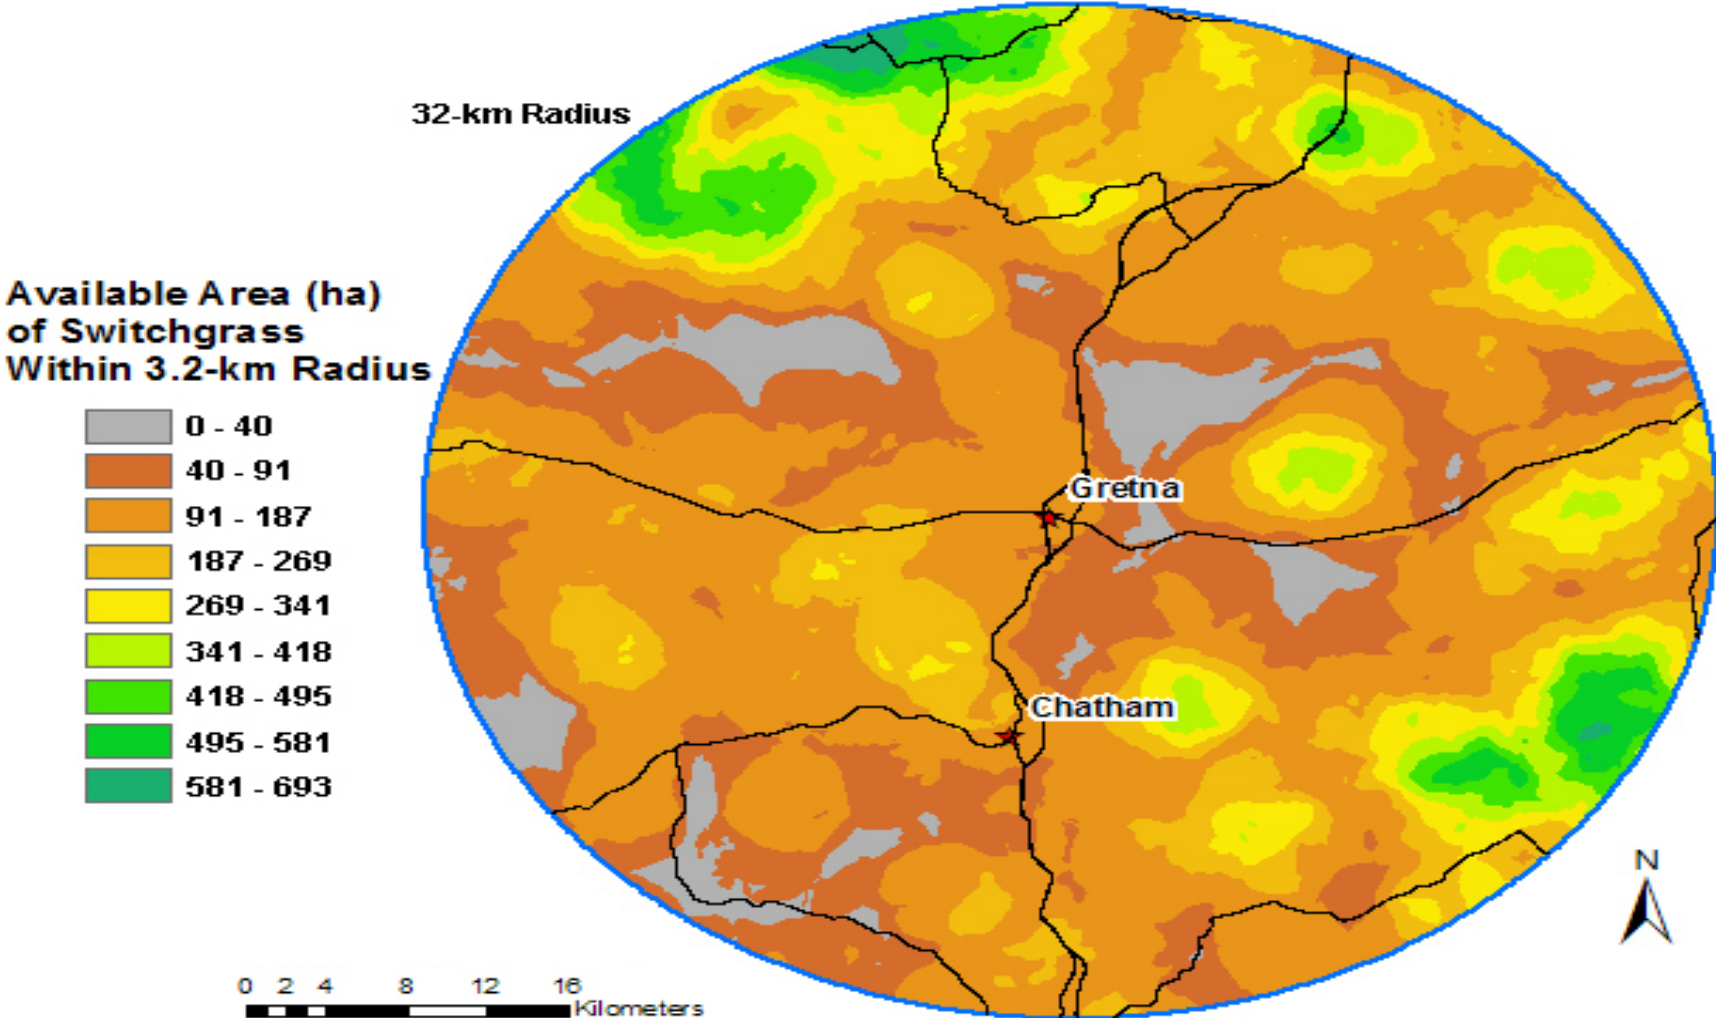 32-km Radius
Available Area (ha)
of Switchgrass
Within 3.2-km Radius
0 - 40
40 - 91
91 - 187
187 - 269
269 - 341
341 - 418
418 - 495
495 - 581
581 - 693
Gretna
Chatham
N
0 2 4 8 12 16
Kilometers